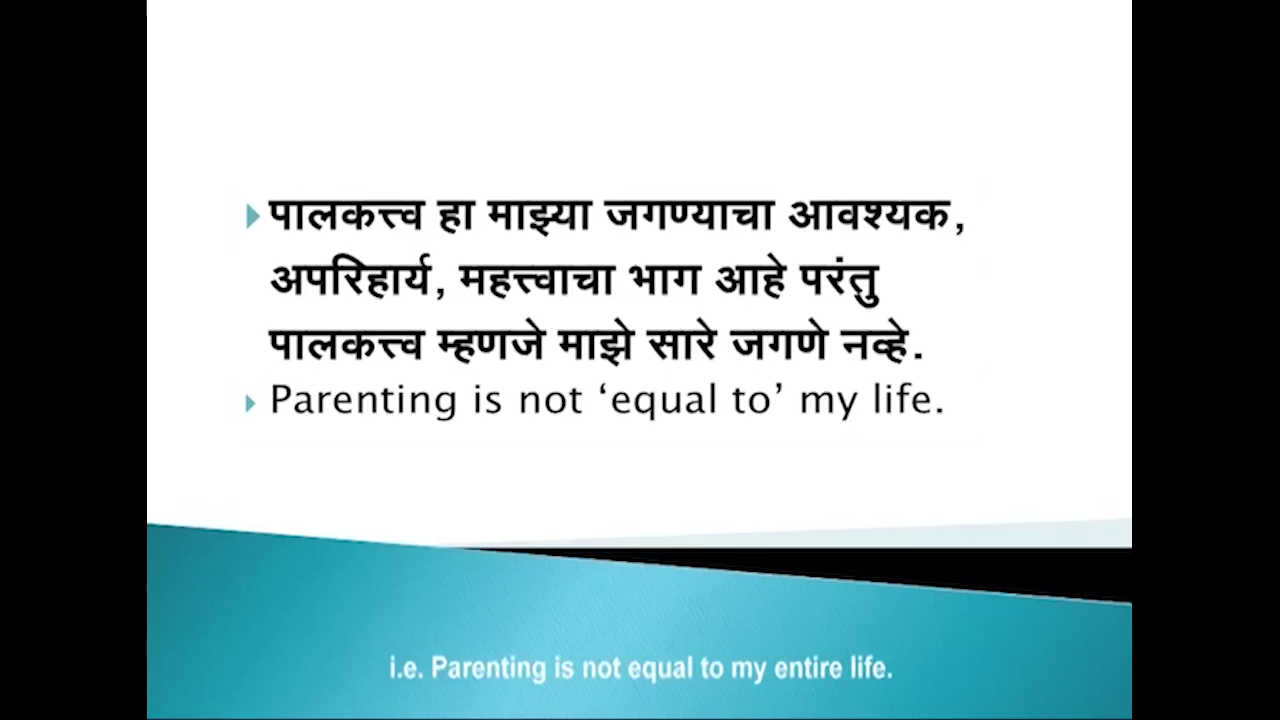 पालकत्त्व हा माझ्या जगण्याचा आवश्यक,
अपरिहार्य, महत्त्वाचा भाग आहे परंतु
पालकत्त्व म्हणजे माझे सारे जगणे नव्हे.
Parenting is not ‘equal to’ my life.
i.e. Parenting is not equal to my entire life.